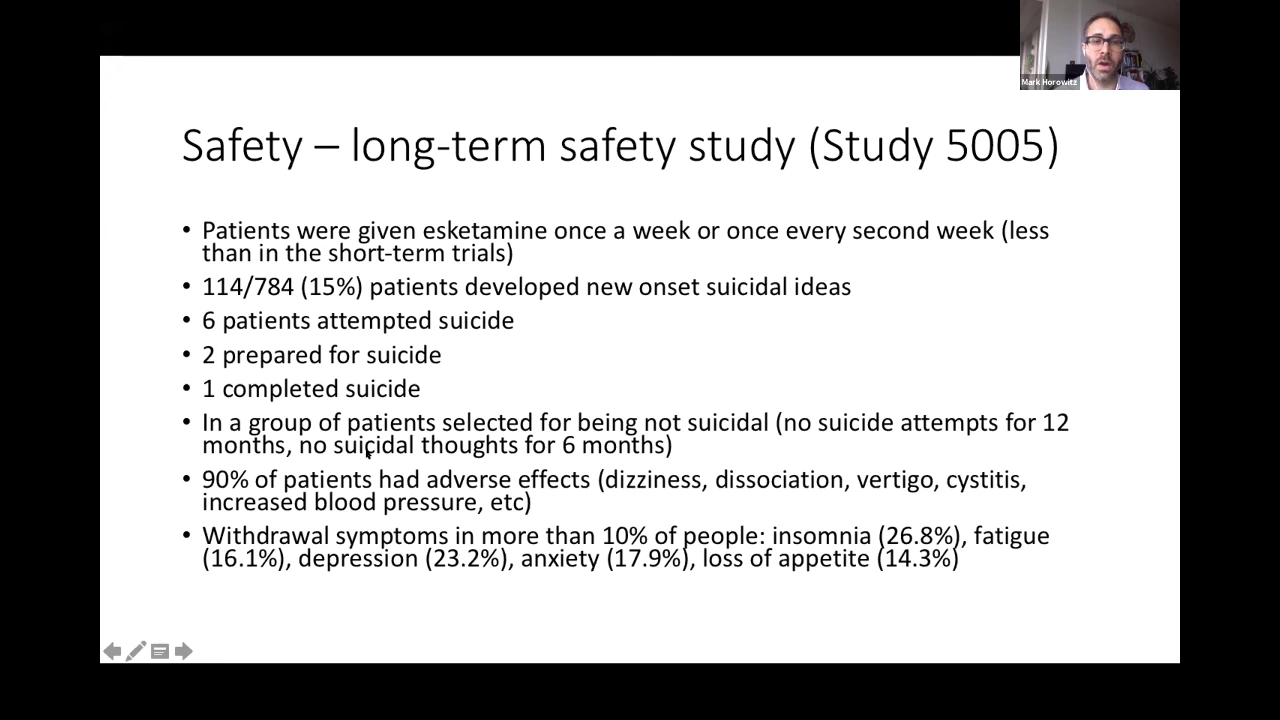 Mark Horowitz
Safety – long-term safety study (Study 5005)
• Patients were given esketamine once a week or once every second week (less
than in the short-term trials)
• 114/784 (15%) patients developed new onset suicidal ideas
• 6 patients attempted suicide
• 2 prepared for suicide
• 1 completed suicide
• In a group of patients selected for being not suicidal (no suicide attempts for 12
months, no suicidal thoughts for 6 months)
• 90% of patients had adverse effects (dizziness, dissociation, vertigo, cystitis,
increased blood pressure, etc)
• Withdrawal symptoms in more than 10% of people: insomnia (26.8%), fatigue
(16.1%), depression (23.2%), anxiety (17.9%), loss of appetite (14.3%)